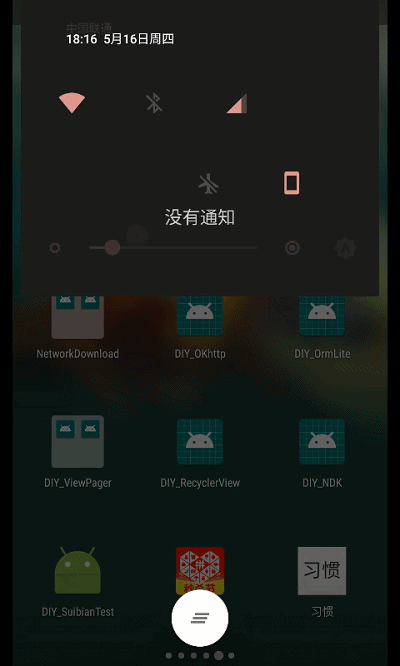 中国联通
18:16 5月16日周四
没有通知
NetworkDownload
DIY_OKhttp
DIY_OrmLite
DIY_ViewPager
DIY_RecyclerView
DIY_NDK
DIY_SuibianTest
习惯
习惯